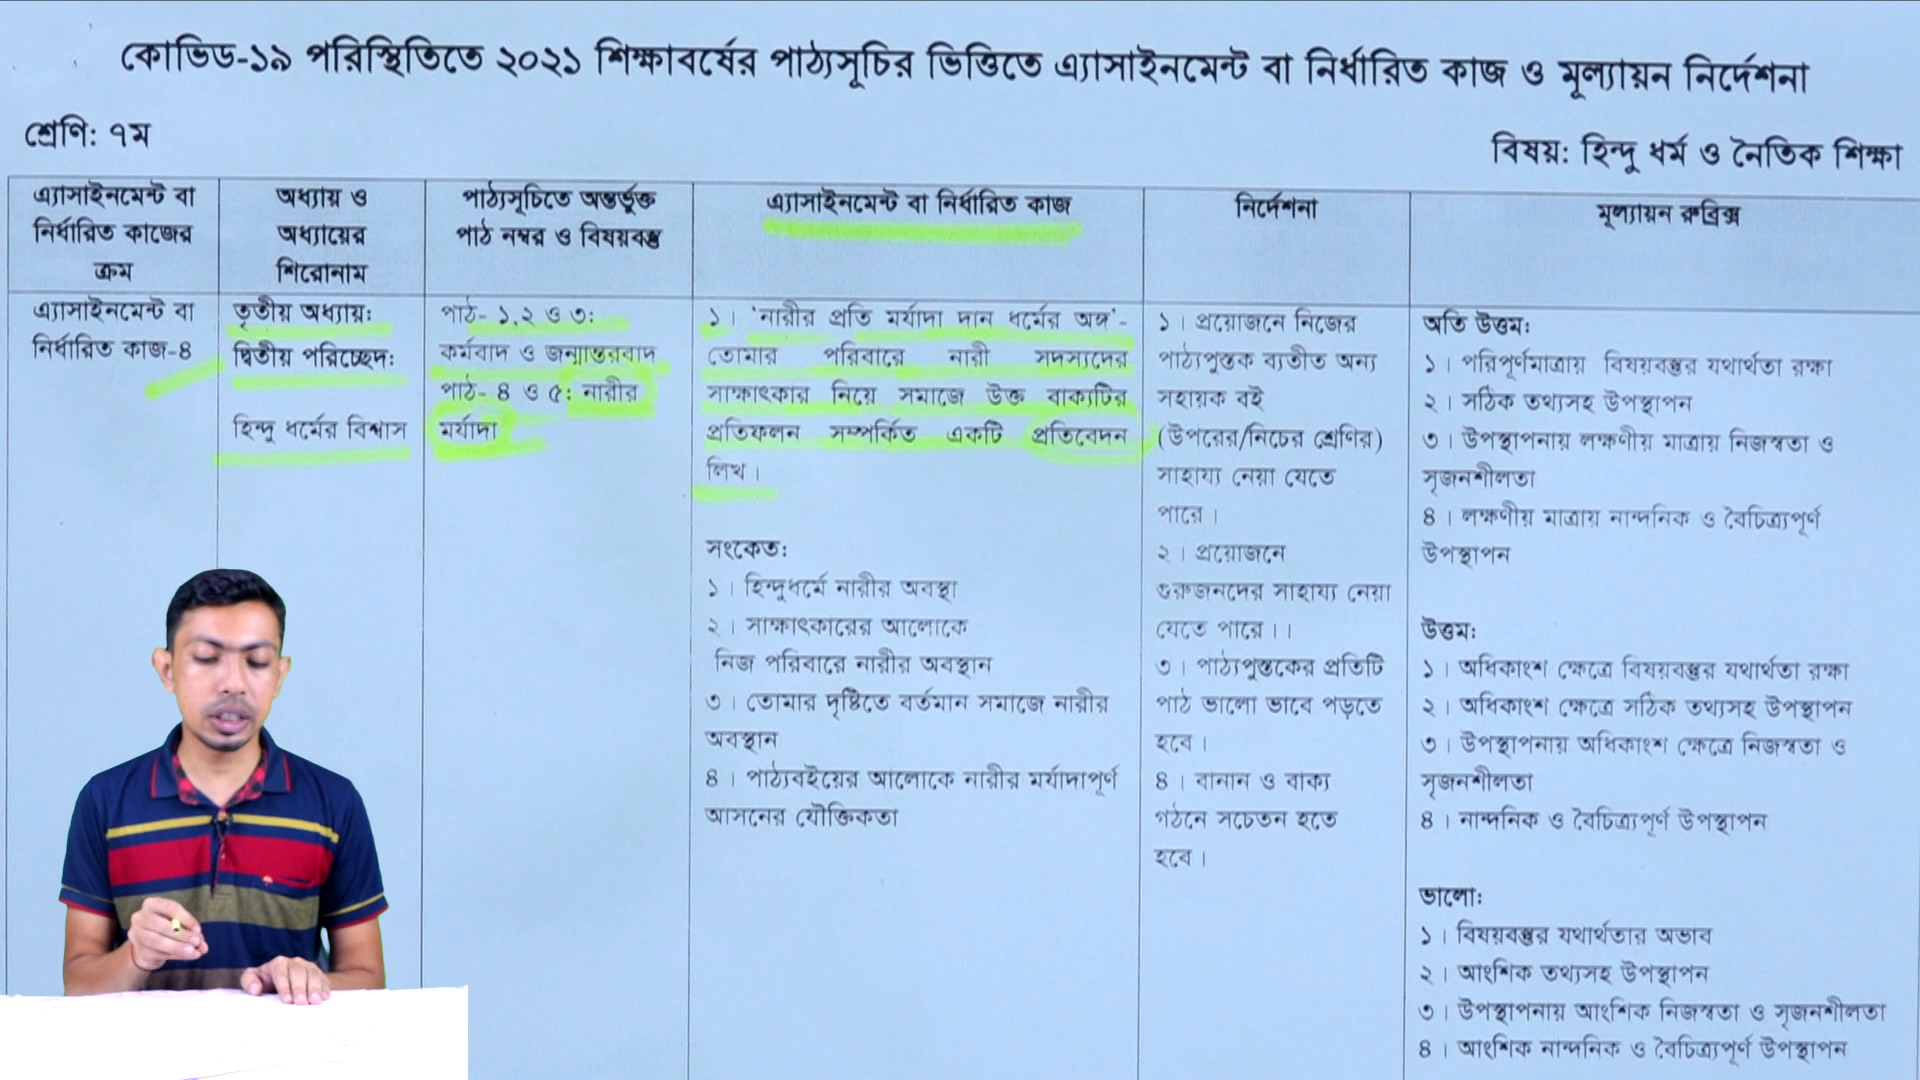 কোভিড-১৯ পরিস্থিতিতে ২০২১ শিক্ষাবর্ষের পাঠ্যসূচির ভিত্তিতে এ্যাসাইনমেন্ট বা নির্ধারিত কাজ ও মূল্যায়ন নির্দেশনা
শ্রেণি: ৭ম
বিষয়: হিন্দু ধর্ম ও নৈতিক শিক্ষা
এ্যাসাইনমেন্ট বা
নির্ধারিত কাজের
ক্রম
অধ্যায় ও
অধ্যায়ের
শিরোনাম
পাঠ্যসূচিতে অন্তর্ভুক্ত
পাঠ নম্বর ও বিষয়বস্তু
এ্যাসাইনমেন্ট বা নির্ধারিত কাজ
নির্দেশনা
মূল্যায়ন রুব্রিক্স
এ্যাসাইনমেন্ট বা
নির্ধারিত কাজ-৪
তৃতীয় অধ্যায়:
দ্বিতীয় পরিচ্ছেদ:
হিন্দু ধর্মের বিশ্বাস
পাঠ- ১,২ ও ৩:
কর্মবাদ ও জন্মান্তরবাদ
পাঠ- ৪ ও ৫: নারীর
মর্যাদা
১। 'নারীর প্রতি মর্যাদা দান ধর্মের অঙ্গ'-
তোমার পরিবারে নারী সদস্যদের
সাক্ষাৎকার নিয়ে সমাজে উক্ত বাক্যটির
প্রতিফলন সম্পর্কিত একটি প্রতিবেদন
লিখ।
সংকেত:
১। হিন্দুধর্মে নারীর অবস্থা
২। সাক্ষাৎকারের আলোকে
নিজ পরিবারে নারীর অবস্থান
৩। তোমার দৃষ্টিতে বর্তমান সমাজে নারীর
অবস্থান
৪। পাঠ্যবইয়ের আলোকে নারীর মর্যাদাপূর্ণ
আসনের যৌক্তিকতা
১। প্রয়োজনে নিজের
পাঠ্যপুস্তক ব্যতীত অন্য
সহায়ক বই
(উপরের/নিচের শ্রেণির)
সাহায্য নেয়া যেতে
পারে।
২। প্রয়োজনে
গুরুজনদের সাহায্য নেয়া
যেতে পারে।।
৩। পাঠ্যপুস্তকের প্রতিটি
পাঠ ভালো ভাবে পড়তে
হবে।
৪। বানান ও বাক্য
গঠনে সচেতন হতে
হবে।
অতি উত্তম:
১। পরিপূর্ণমাত্রায় বিষয়বস্তুর যথার্থতা রক্ষা
২। সঠিক তথ্যসহ উপস্থাপন
৩। উপস্থাপনায় লক্ষণীয় মাত্রায় নিজস্বতা ও
সৃজনশীলতা
৪। লক্ষণীয় মাত্রায় নান্দনিক ও বৈচিত্র্যপূর্ণ
উপস্থাপন
উত্তম:
১। অধিকাংশ ক্ষেত্রে বিষয়বস্তুর যথার্থতা রক্ষা
২। অধিকাংশ ক্ষেত্রে সঠিক তথ্যসহ উপস্থাপন
৩। উপস্থাপনায় অধিকাংশ ক্ষেত্রে নিজস্বতা ও
সৃজনশীলতা
৪। নান্দনিক ও বৈচিত্র্যপূর্ণ উপস্থাপন
ভালো:
১। বিষয়বস্তুর যথার্থতার অভাব
২। আংশিক তথ্যসহ উপস্থাপন
৩। উপস্থাপনায় আংশিক নিজস্বতা ও সৃজনশীলতা
৪। আংশিক নান্দনিক ও বৈচিত্র্যপূর্ণ উপস্থাপন